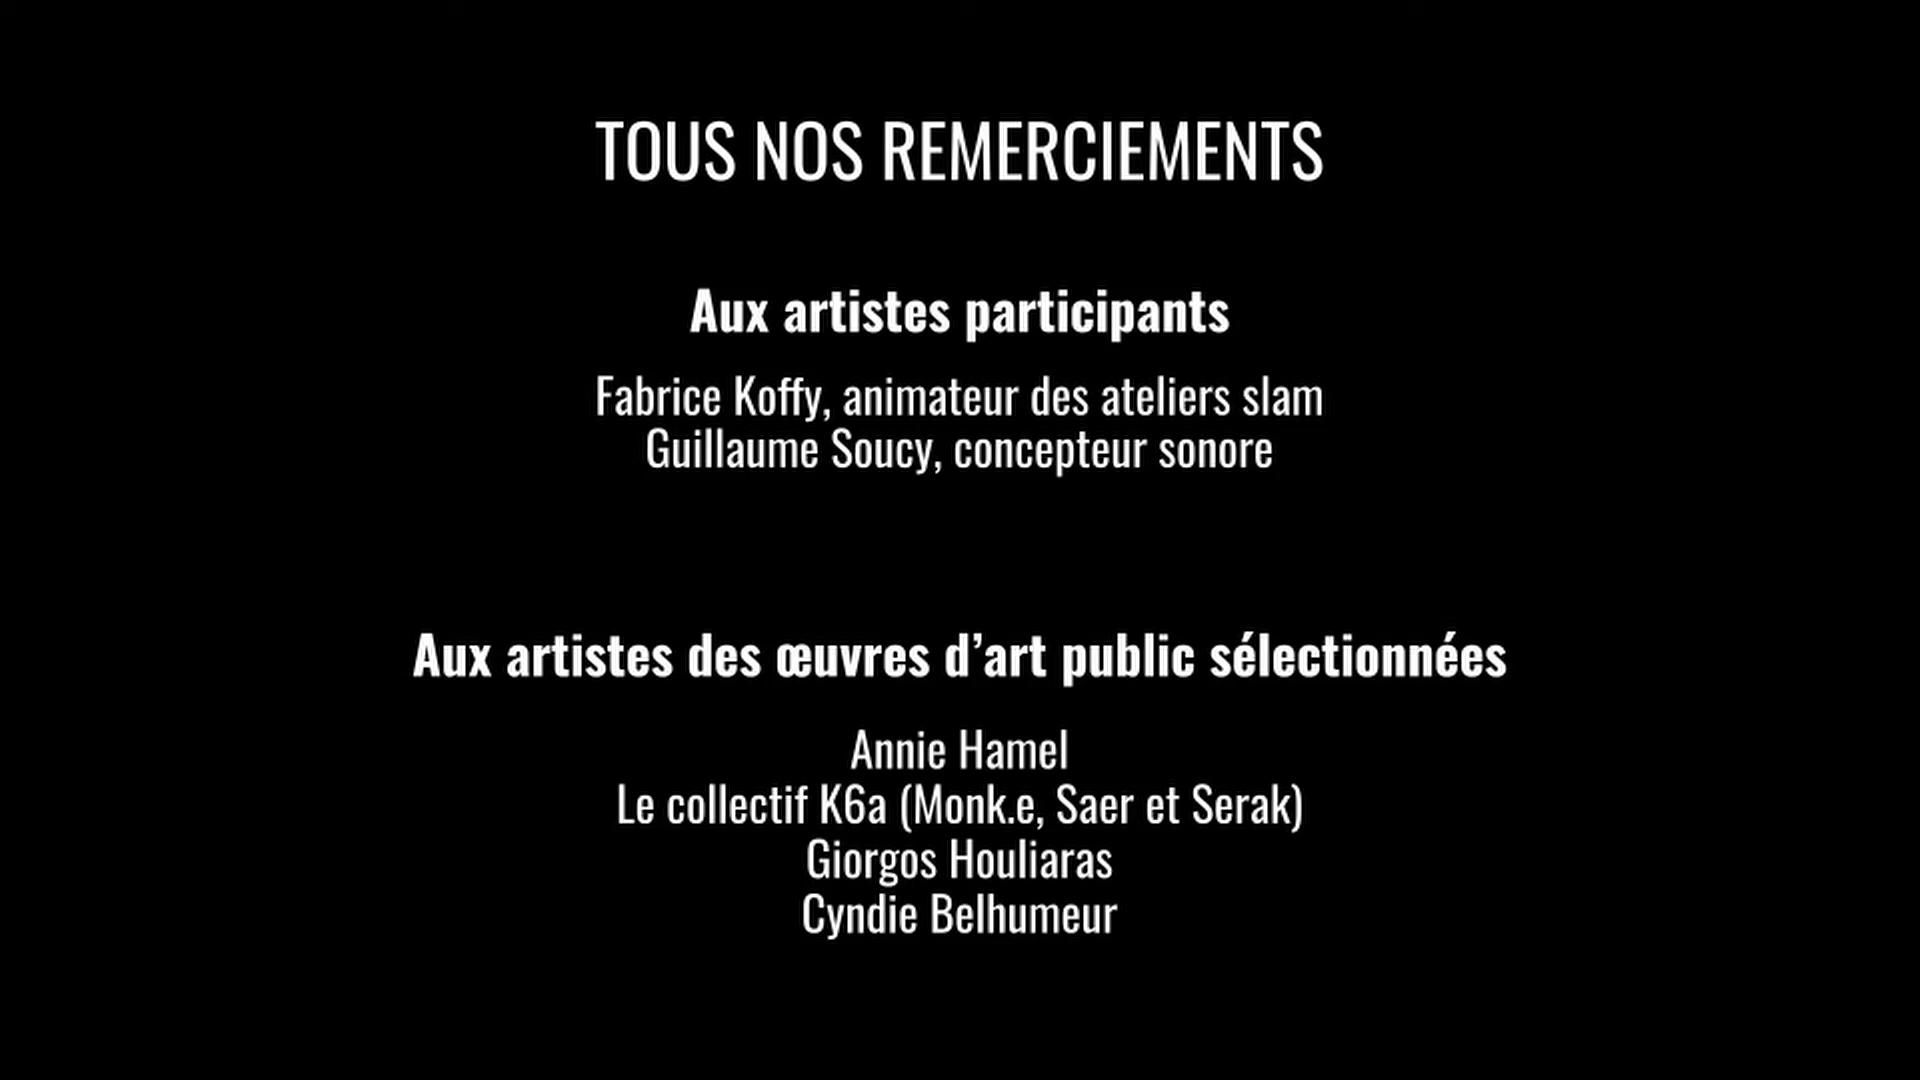 TOUS NOS REMERCIEMENTS
Aux artistes participants
Fabrice Koffy, animateur des ateliers slam
Guillaume Soucy, concepteur sonore
Aux artistes des œuvres d’art public sélectionnées
Annie Hamel
Le collectif K6a (Monk.e, Saer et Serak)
Giorgos Houliaras
Cyndie Belhumeur